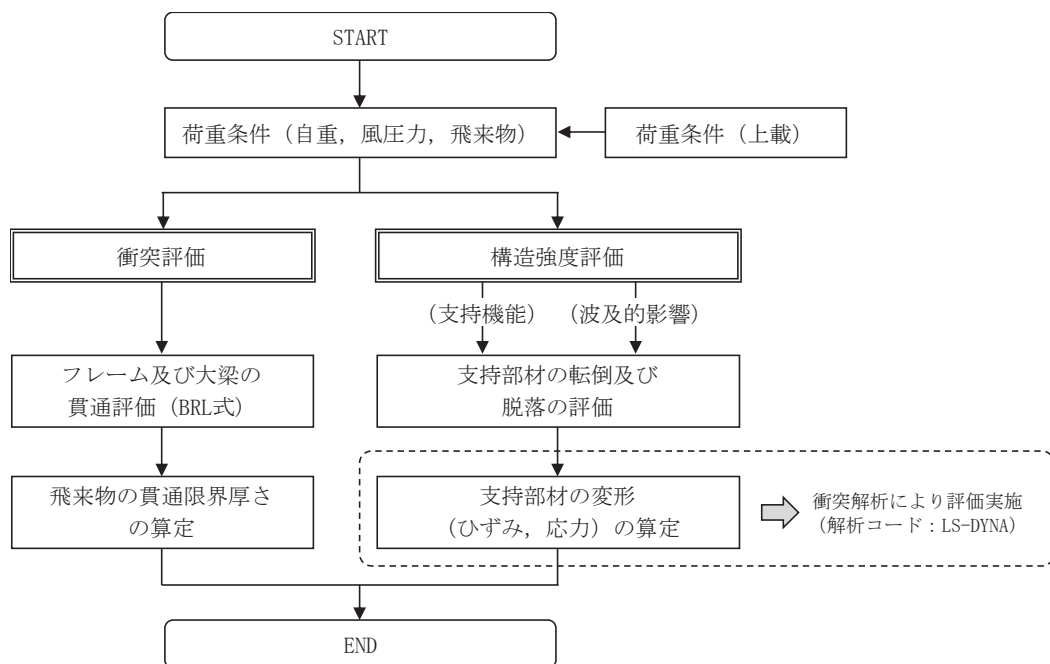 START
荷重条件（自重，風圧力，飛来物）
荷重条件（上載）
衝突評価
構造強度評価
（支持機能）
（波及的影響）
フレーム及び大梁の
貫通評価（BRL式）
支持部材の転倒及び
脱落の評価
飛来物の貫通限界厚さ
の算定
支持部材の変形
（ひずみ，応力）の算定
衝突解析により評価実施
（解析コード：LS-DYNA）
END